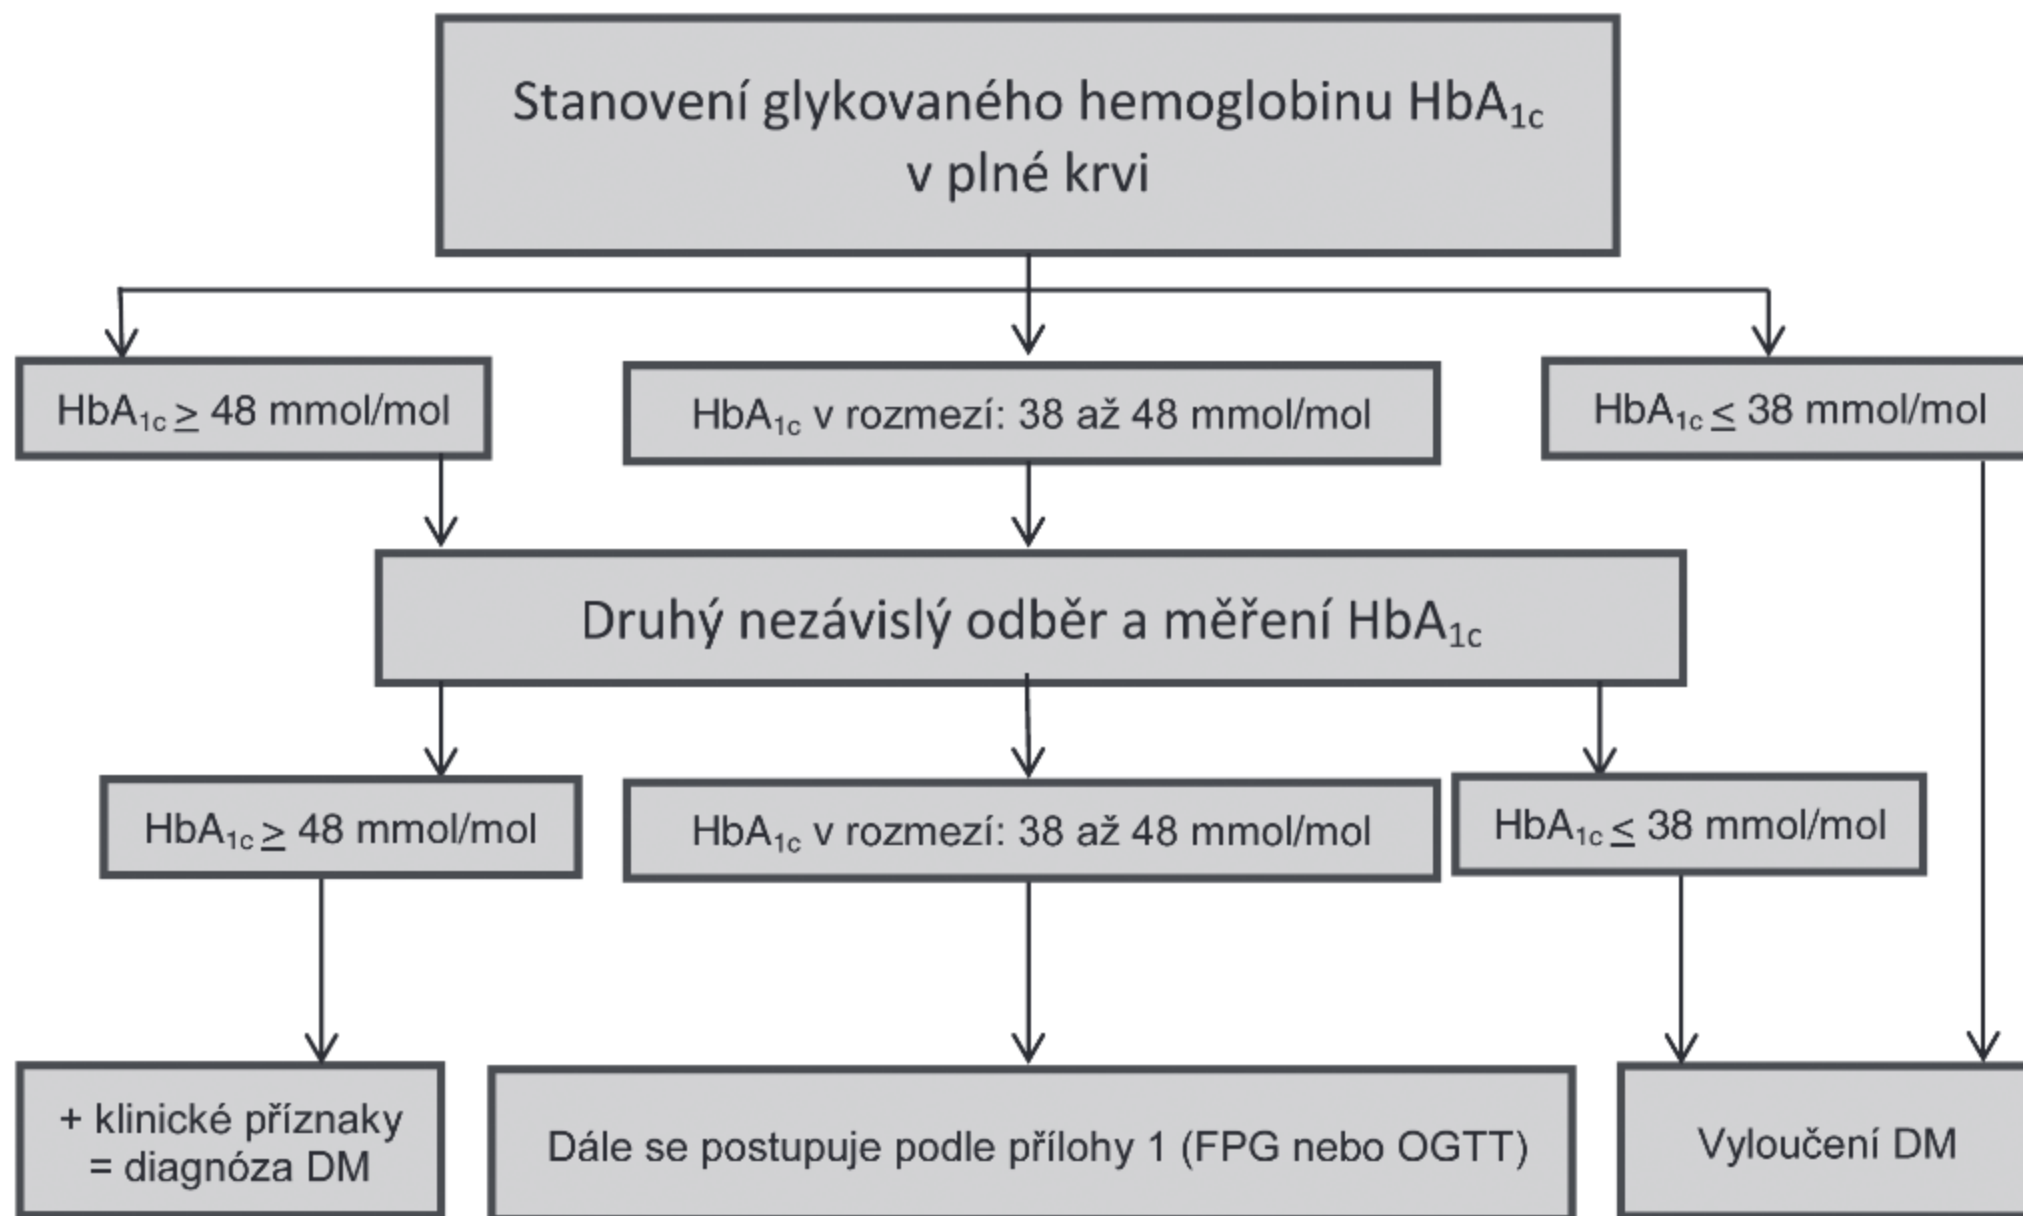 Stanovení glykovaného hemoglobinu HbA1c
v plné krvi
HbA1c ≥ 48 mmol/mol
HbA1c v rozmezí: 38 až 48 mmol/mol
HbA1c ≤ 38 mmol/mol
Druhý nezávislý odběr a měření HbA1c
HbA1c ≥ 48 mmol/mol
HbA1c v rozmezí: 38 až 48 mmol/mol
HbA1c ≤ 38 mmol/mol
+ klinické příznaky
= diagnóza DM
Dále se postupuje podle přílohy 1 (FPG nebo OGTT)
Vyloučení DM